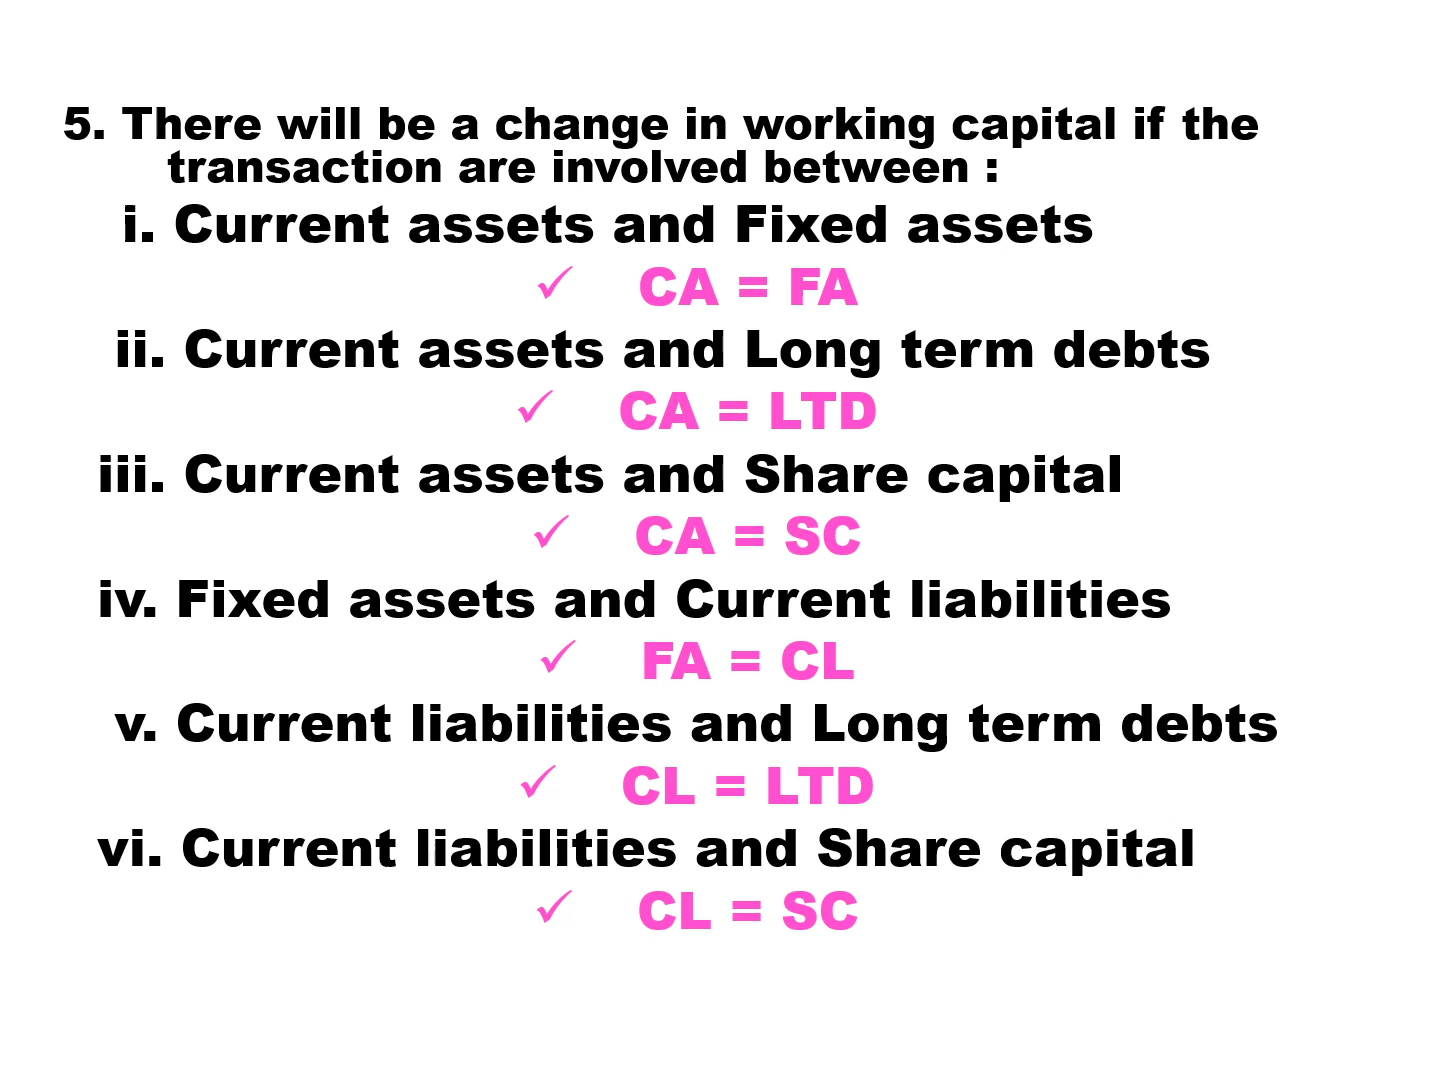 5. There will be a change in working capital if the
transaction are involved between :
i. Current assets and Fixed assets
✓ CA = FA
ii. Current assets and Long term debts
✓ CA = LTD
iii. Current assets and Share capital
✓ CA = SC
iv. Fixed assets and Current liabilities
✓ FA = CL
v. Current liabilities and Long term debts
✓ CL = LTD
vi. Current liabilities and Share capital
✓ CL = SC